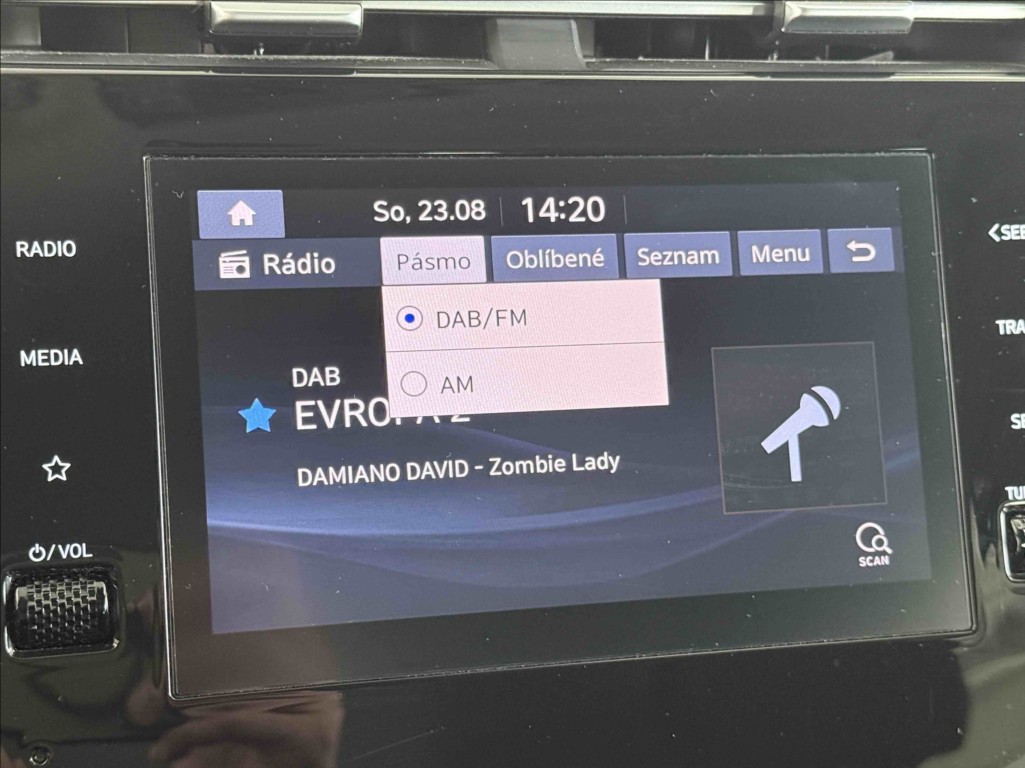 So, 23.08 14:20
RADIO
Rádio Pásmo Oblíbené Seznam Menu
DAB/FM
MEDIA
AM
DAB
DAMIANO DAVID - Zombie Lady
SCAN
/VOL